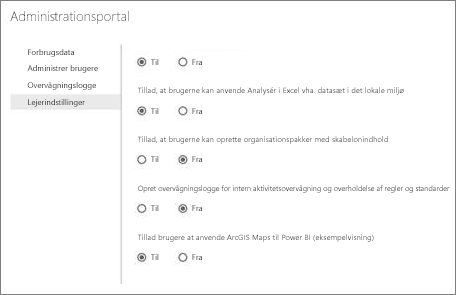 Administrationsportal
Forbrugsdata
Administrer brugere
Overvågningslogge
Lejerindstillinger
Til Fra
Tillad, at brugerne kan anvende Analysér i Excel vha. datasæt i det lokale miljø
Til Fra
Tillad, at brugerne kan oprette organisationspakker med skabelonindhold
Til Fra
Opret overvågningslogge for intern aktivitetsovervågning og overholdelse af regler og standarder
Til Fra
Tillad brugere at anvende ArcGIS Maps til Power BI (eksempelvisning)
Til Fra